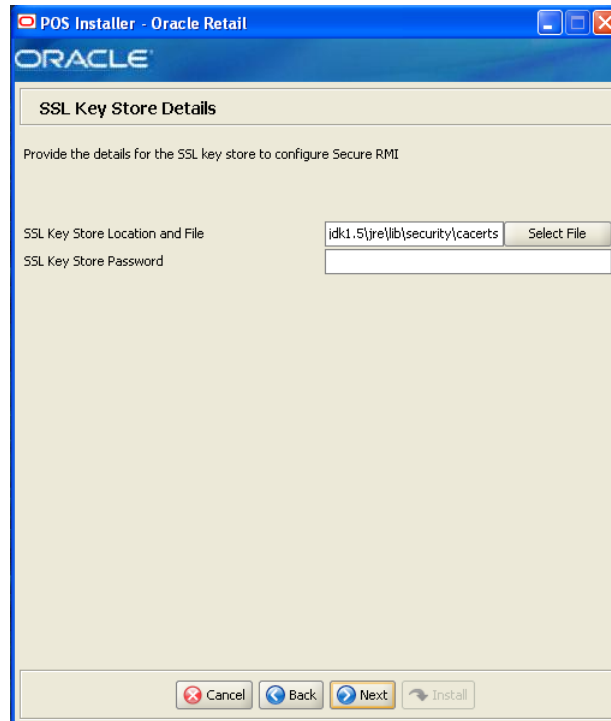 POS Installer - Oracle Retail
ORACLE
SSL Key Store Details
Provide the details for the SSL key store to configure Secure RMI
SSL Key Store Location and File jdk1.5\jre\lib\security\cacerts Select File
SSL Key Store Password
Cancel Back Next Install